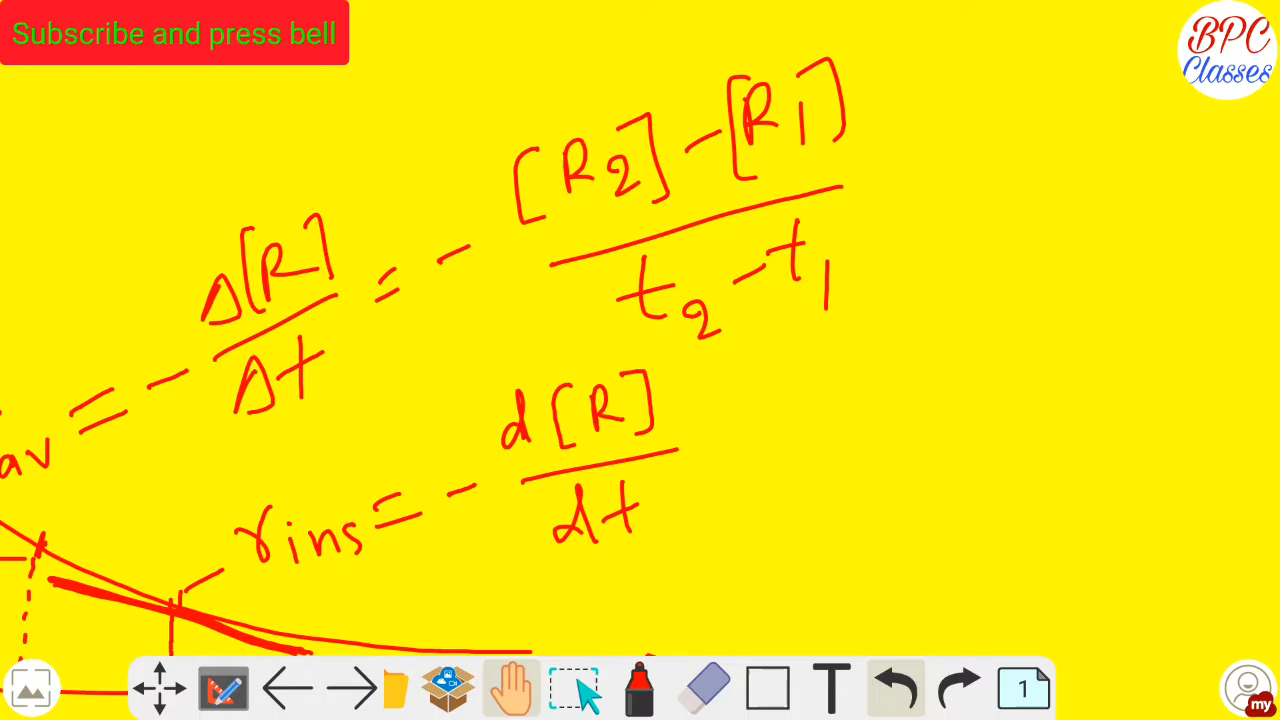 Subscribe and press bell
BPC
Classes
av = - Δ[R]/Δt = - [R2] - [R1]/t2 - t1
rins = - d[R]/dt
T
1
my